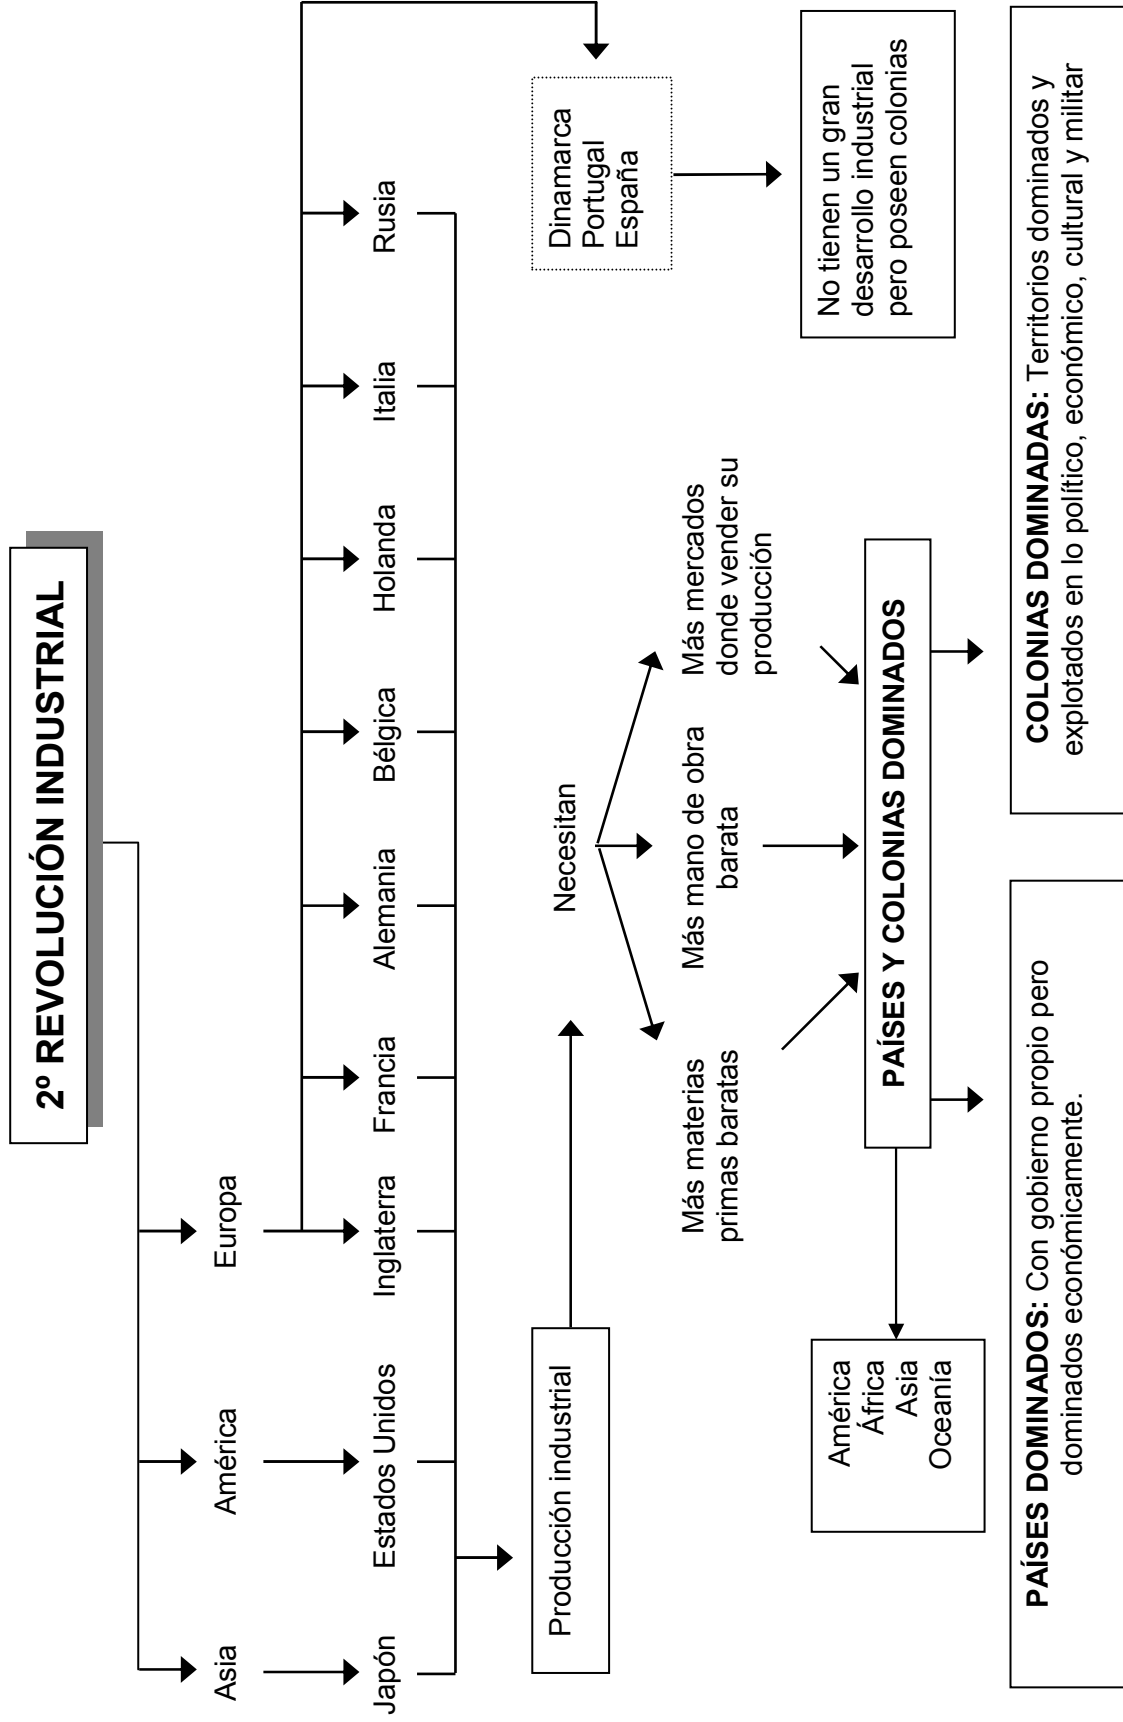 2º REVOLUCIÓN INDUSTRIAL
Asia
América
Europa
Japón
Estados Unidos
Inglaterra
Francia
Alemania
Bélgica
Holanda
Italia
Rusia
Producción industrial
Necesitan
Dinamarca
Portugal
España
Más materias
primas baratas
Más mano de obra
barata
Más mercados
donde vender su
producción
No tienen un gran
desarrollo industrial
pero poseen colonias
América
África
Asia
Oceanía
PAÍSES Y COLONIAS DOMINADOS
PAÍSES DOMINADOS: Con gobierno propio pero
dominados económicamente.
COLONIAS DOMINADAS: Territorios dominados y
explotados en lo político, económico, cultural y militar